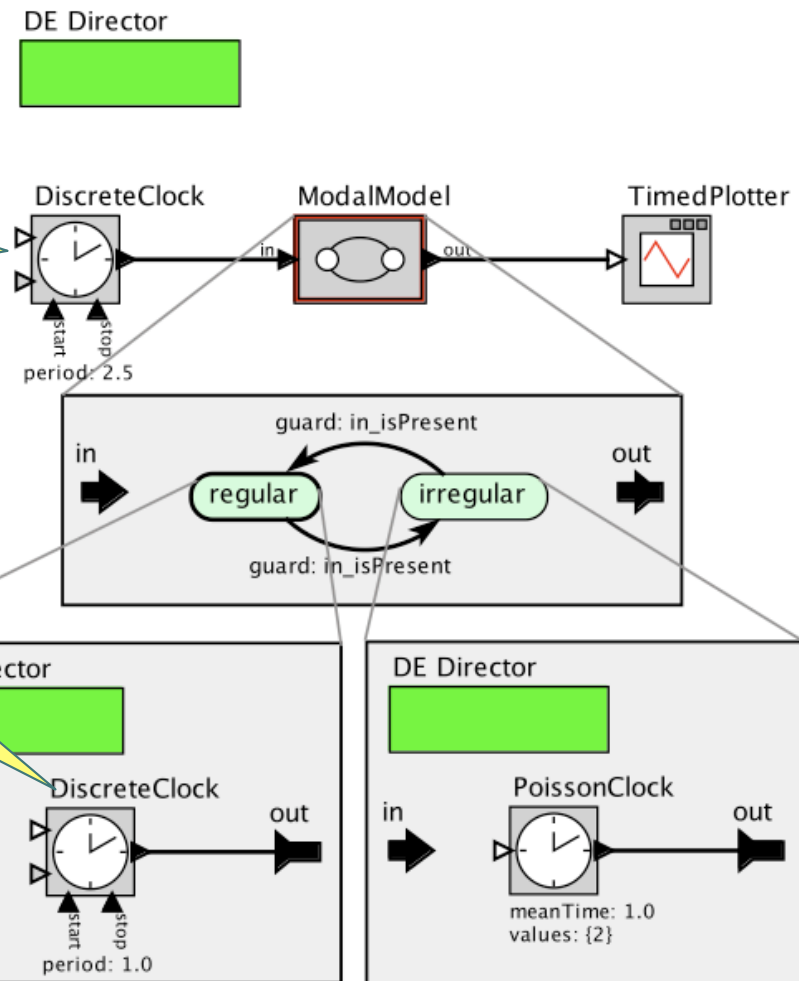 DE Director
DiscreteClock
ModalModel
TimedPlotter
in
out
start
stop
period: 2.5
guard: in_isPresent
in
out
regular
irregular
guard: in_isPresent
ector
DE Director
DiscreteClock
out
in
PoissonClock
out
start
stop
period: 1.0
meanTime: 1.0
values: {2}